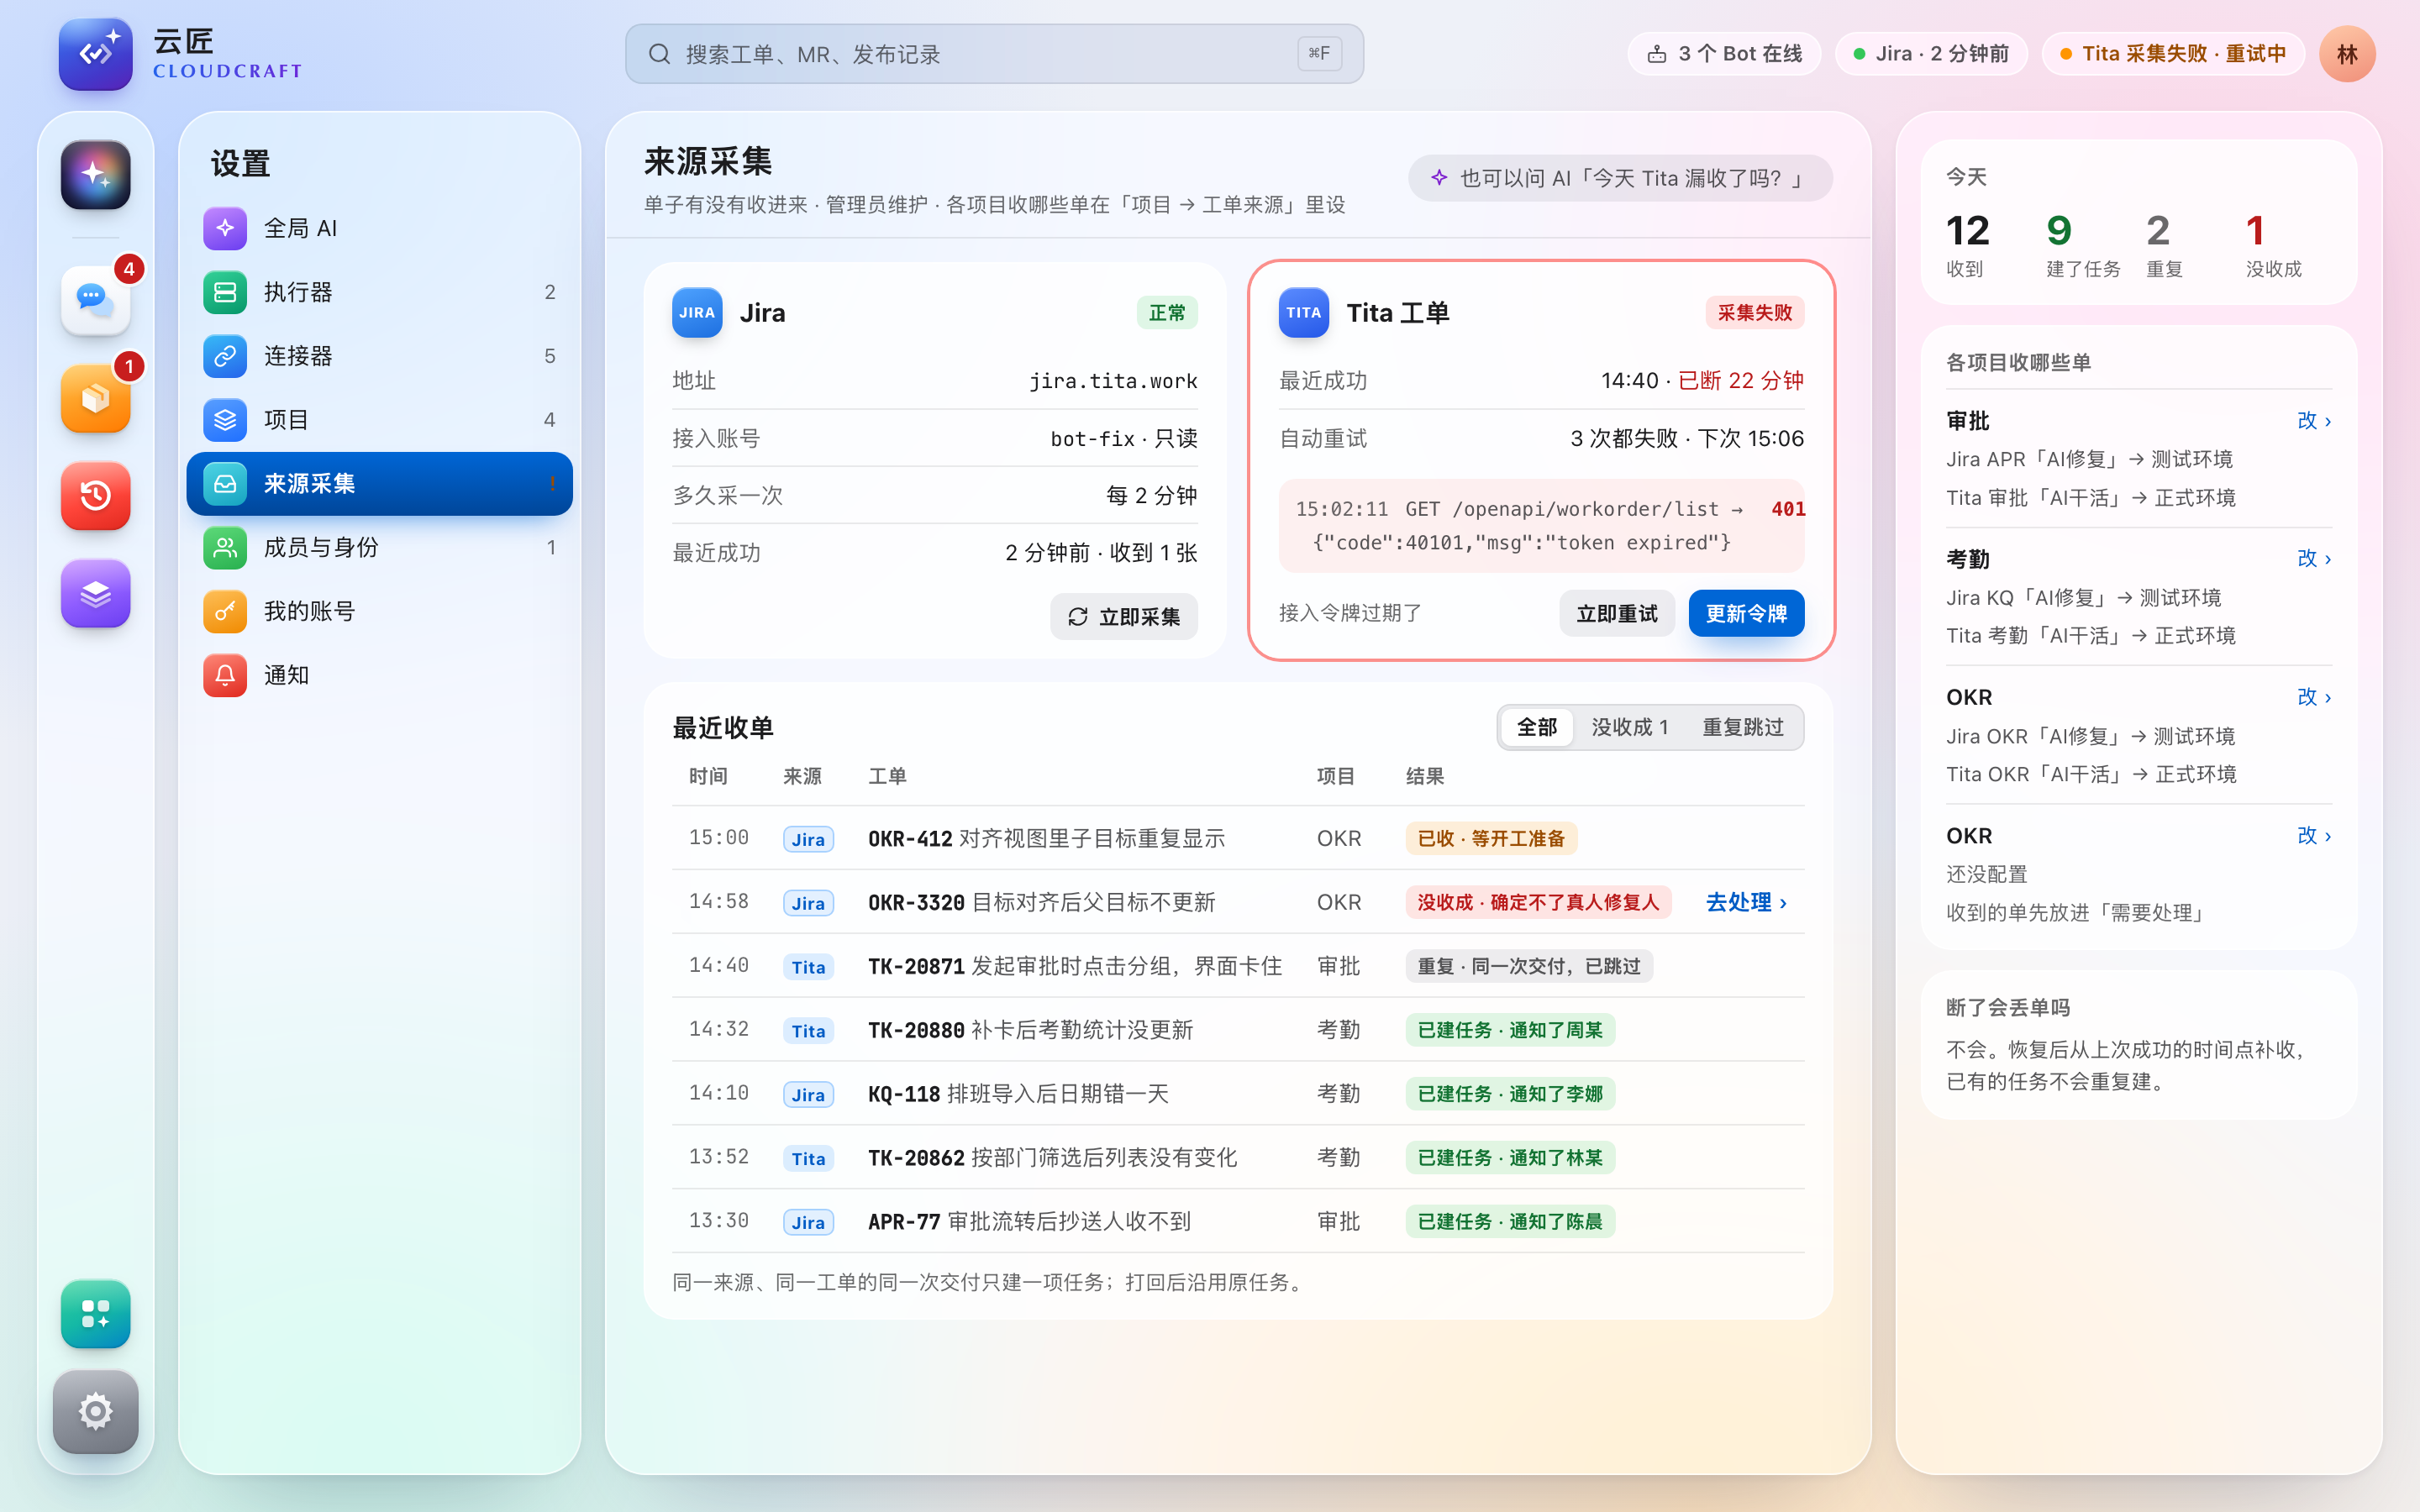 云匠
CLOUDCRAFT
搜索工单、MR、发布记录
⌘F
3 个 Bot 在线
Jira · 2 分钟前
Tita 采集失败 · 重试中
林
4
1
设置
全局 AI
执行器 2
连接器 5
项目 4
来源采集 !
成员与身份 1
我的账号
通知
来源采集
单子有没有收进来 · 管理员维护 · 各项目收哪些单在「项目 → 工单来源」里设
也可以问 AI「今天 Tita 漏收了吗？」
JIRA Jira 正常
地址 jira.tita.work
接入账号 bot-fix · 只读
多久采一次 每 2 分钟
最近成功 2 分钟前 · 收到 1 张
立即采集
TITA Tita 工单 采集失败
最近成功 14:40 · 已断 22 分钟
自动重试 3 次都失败 · 下次 15:06
15:02:11 GET /openapi/workorder/list → 401
{"code":40101,"msg":"token expired"}
接入令牌过期了 立即重试 更新令牌
最近收单 全部 没收成 1 重复跳过
时间 来源 工单 项目 结果
15:00 Jira OKR-412 对齐视图里子目标重复显示 OKR 已收 · 等开工准备
14:58 Jira OKR-3320 目标对齐后父目标不更新 OKR 没收成 · 确定不了真人修复人 去处理 ›
14:40 Tita TK-20871 发起审批时点击分组，界面卡住 审批 重复 · 同一次交付，已跳过
14:32 Tita TK-20880 补卡后考勤统计没更新 考勤 已建任务 · 通知了周某
14:10 Jira KQ-118 排班导入后日期错一天 考勤 已建任务 · 通知了李娜
13:52 Tita TK-20862 按部门筛选后列表没有变化 考勤 已建任务 · 通知了林某
13:30 Jira APR-77 审批流转后抄送人收不到 审批 已建任务 · 通知了陈晨
同一来源、同一工单的同一次交付只建一项任务；打回后沿用原任务。
今天
12 9 2 1
收到 建了任务 重复 没收成
各项目收哪些单
审批 改 ›
Jira APR「AI修复」→ 测试环境
Tita 审批「AI干活」→ 正式环境
考勤 改 ›
Jira KQ「AI修复」→ 测试环境
Tita 考勤「AI干活」→ 正式环境
OKR 改 ›
Jira OKR「AI修复」→ 测试环境
Tita OKR「AI干活」→ 正式环境
OKR 改 ›
还没配置
收到的单先放进「需要处理」
断了会丢单吗
不会。恢复后从上次成功的时间点补收，
已有的任务不会重复建。